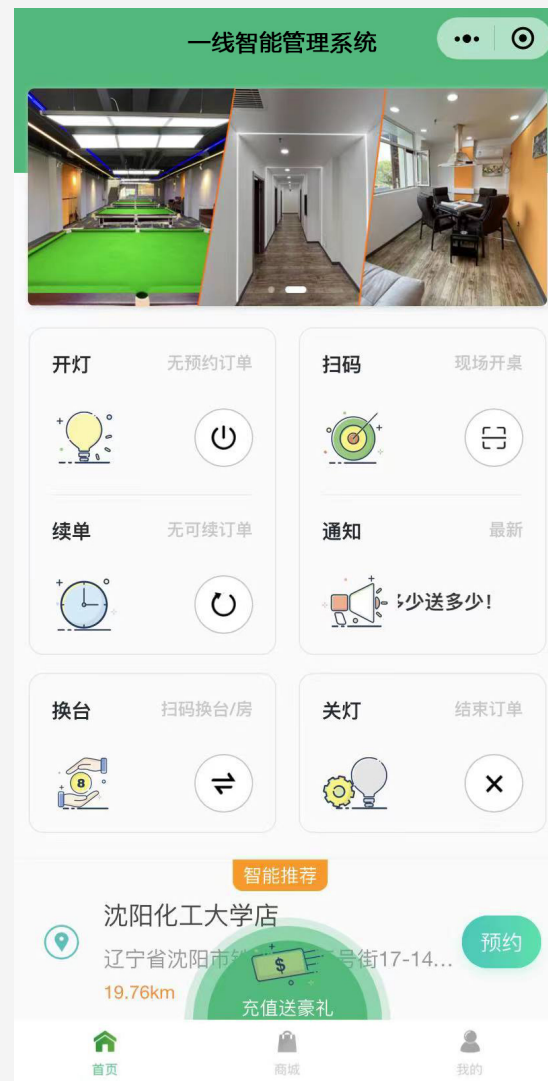 一线智能管理系统
开灯 无预约订单
扫码 现场开桌
续单 无可续订单
通知 最新
少送多少!
换台 扫码换台/房
8
关灯 结束订单
智能推荐
沈阳化工大学店
辽宁省沈阳市
号街17-14...
预约
19.76km
$
充值送豪礼
首页
商城
我的